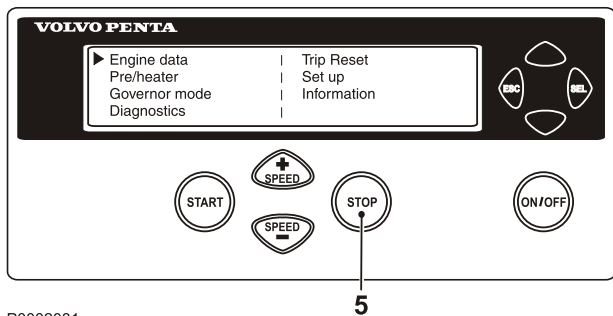 VOLVO PENTA
Engine data | Trip Reset
Pre/heater | Set up
Governor mode | Information
Diagnostics |
ESC
SEL
+
SPEED
START
STOP
ON/OFF
SPEED
−
5